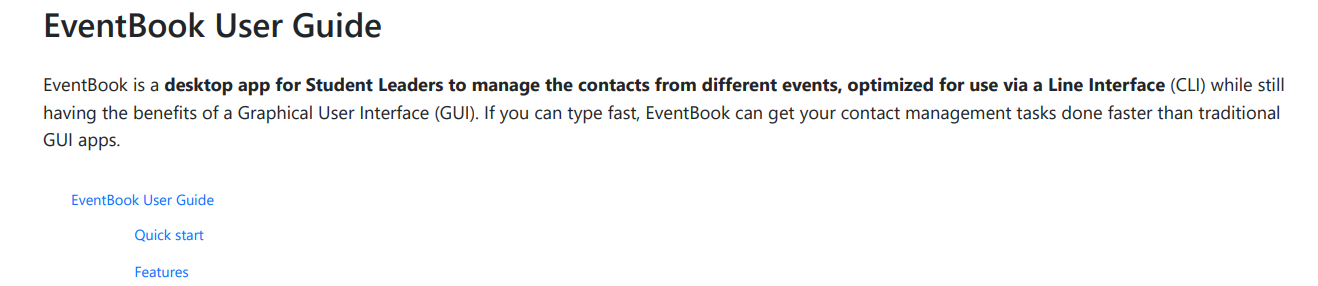 EventBook User Guide
EventBook is a desktop app for Student Leaders to manage the contacts from different events, optimized for use via a Line Interface (CLI) while still
having the benefits of a Graphical User Interface (GUI). If you can type fast, EventBook can get your contact management tasks done faster than traditional
GUI apps.
EventBook User Guide
Quick start
Features